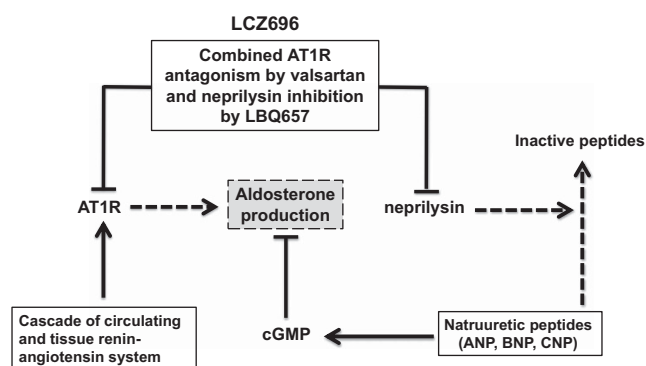 LCZ696
Combined AT1R
antagonism by valsartan
and neprilysin inhibition
by LBQ657
Inactive peptides
AT1R
Aldosterone
production
neprilysin
Cascade of circulating
and tissue renin-
angiotensin system
cGMP
Natruuretic peptides
(ANP, BNP, CNP)